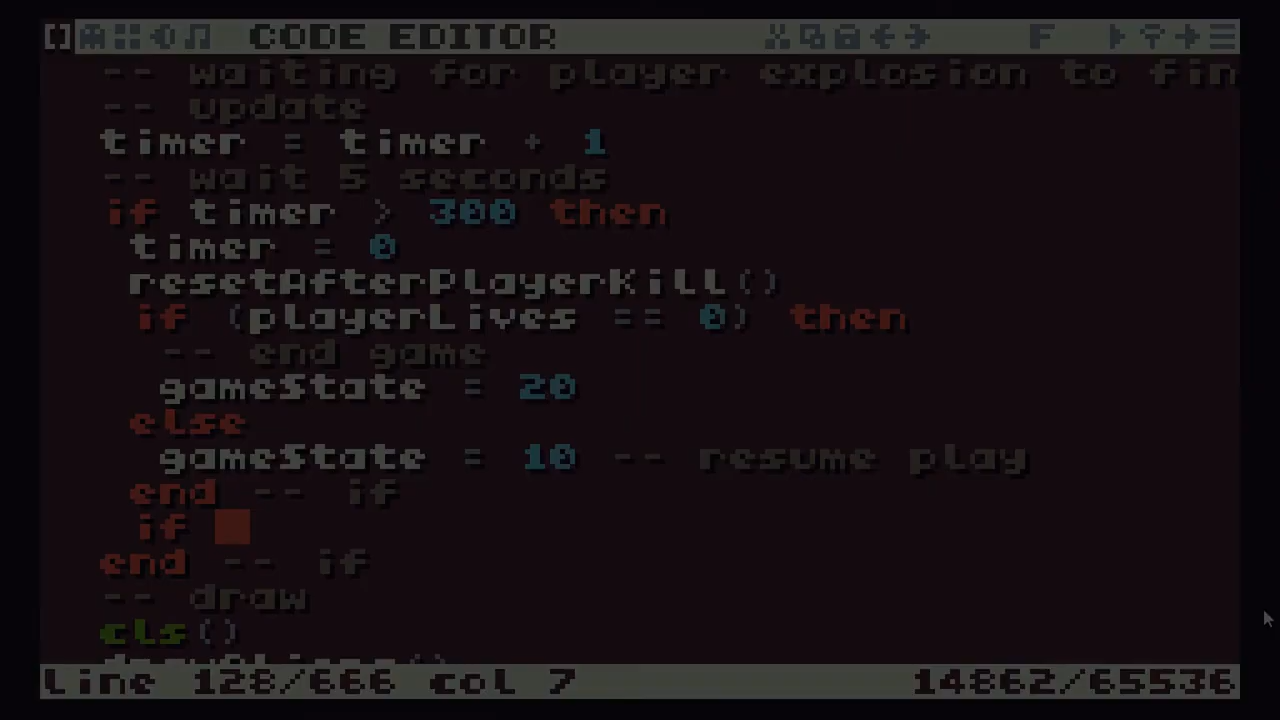 CODE EDITOR F
-- waiting for player explosion to fin
-- update
timer = timer + 1
-- wait 5 seconds
if timer > 300 then
timer = 0
resetAfterPlayerKill()
if (playerLives == 0) then
-- end game
gameState = 20
else
gameState = 10 -- resume play
end -- if
if
end -- if
-- draw
cls()
line 128/666 col 7 14862/65536